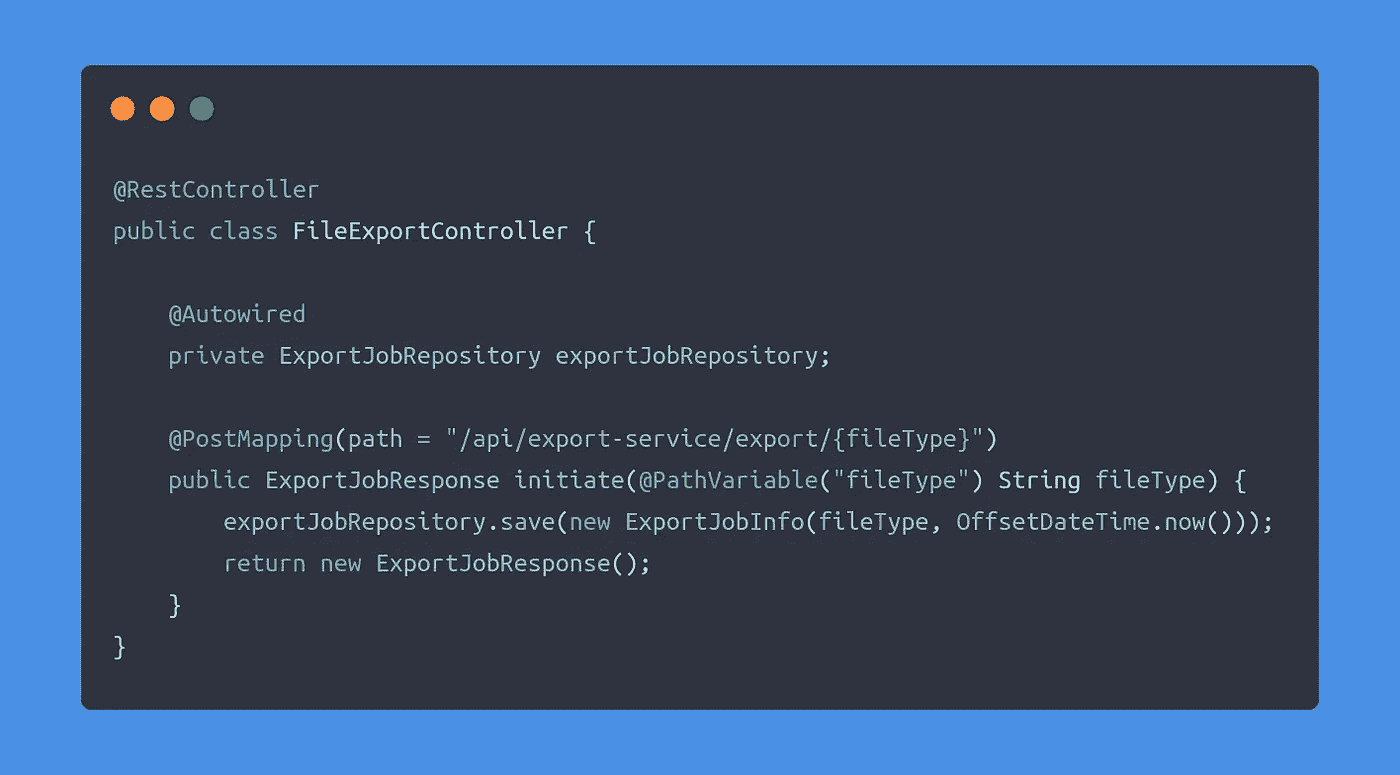 @RestController
public class FileExportController {
@Autowired
private ExportJobRepository exportJobRepository;
@PostMapping(path = "/api/export-service/export/{fileType}")
public ExportJobResponse initiate(@PathVariable("fileType") String fileType) {
exportJobRepository.save(new ExportJobInfo(fileType, OffsetDateTime.now()));
return new ExportJobResponse();
}
}